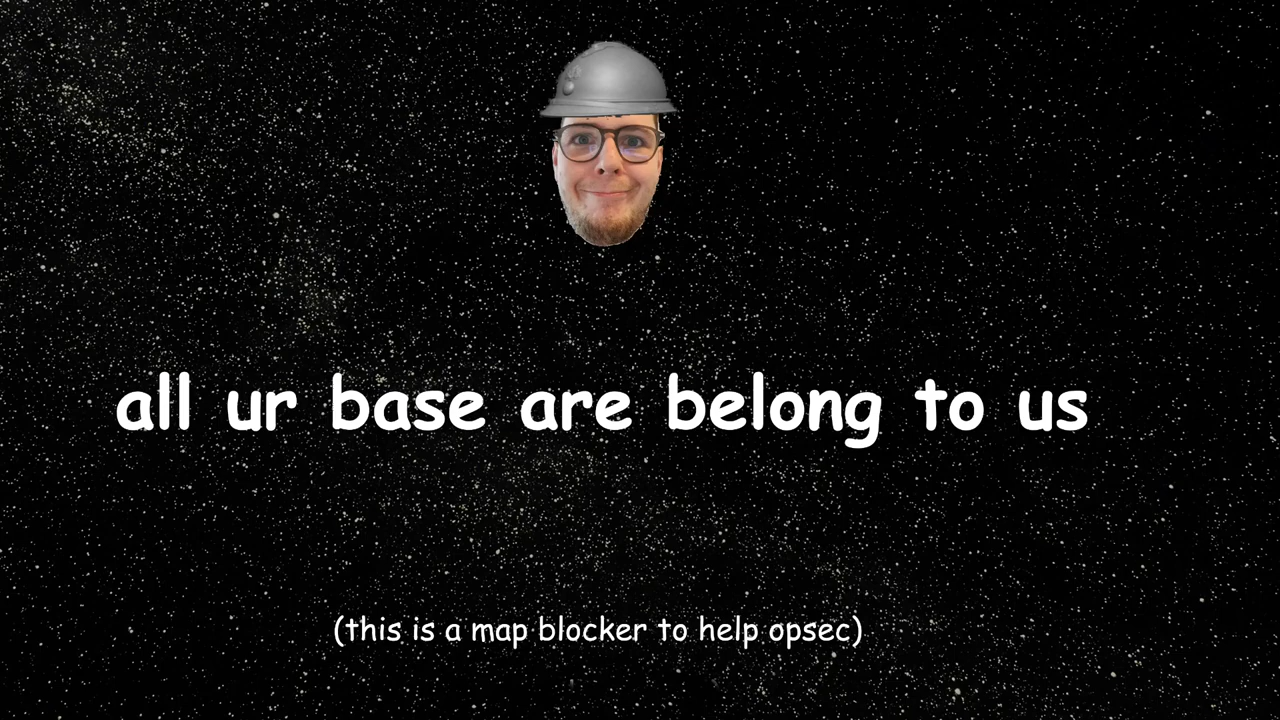 all ur base are belong to us
(this is a map blocker to help opsec)